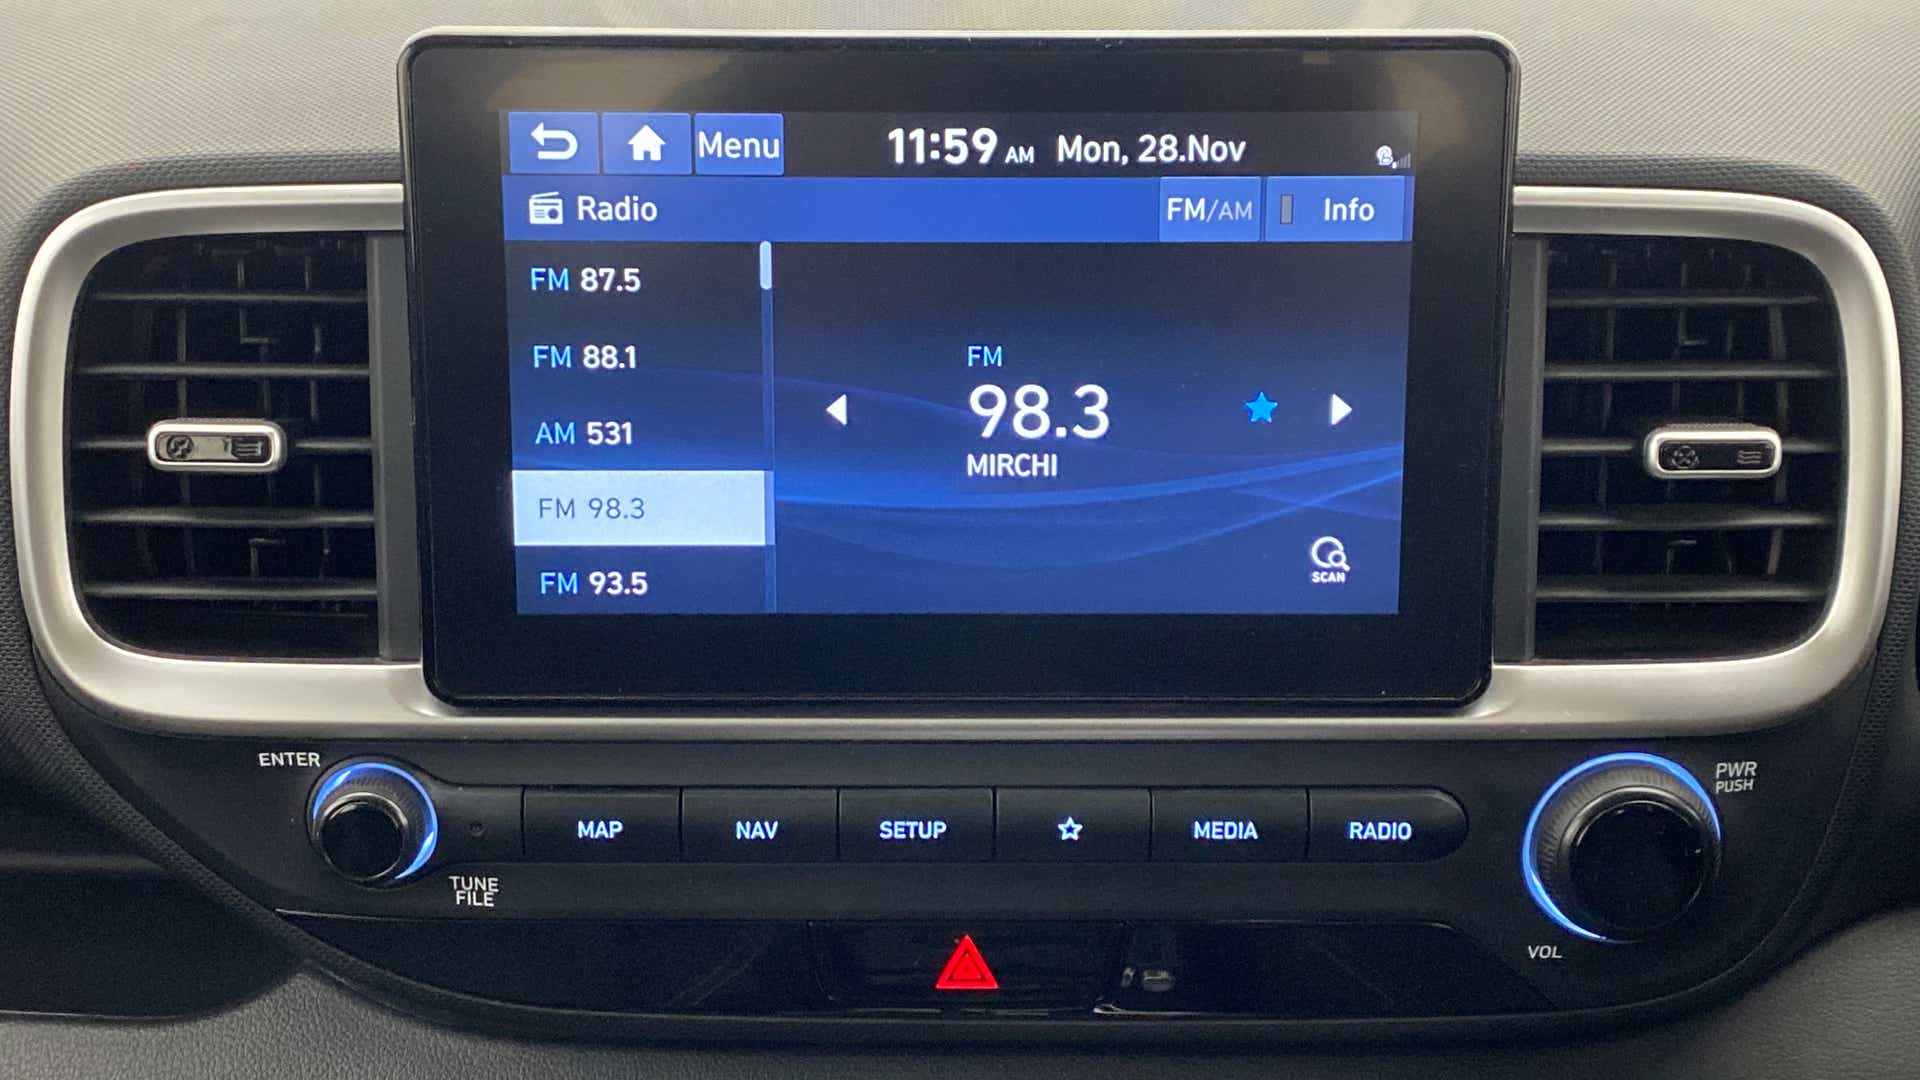 Menu
11:59 AM Mon, 28.Nov
Radio
FM/AM
Info
FM 87.5
FM 88.1
AM 531
FM 98.3
FM 93.5
FM
98.3
MIRCHI
SCAN
ENTER
TUNE
FILE
MAP
NAV
SETUP
MEDIA
RADIO
PWR
PUSH
VOL